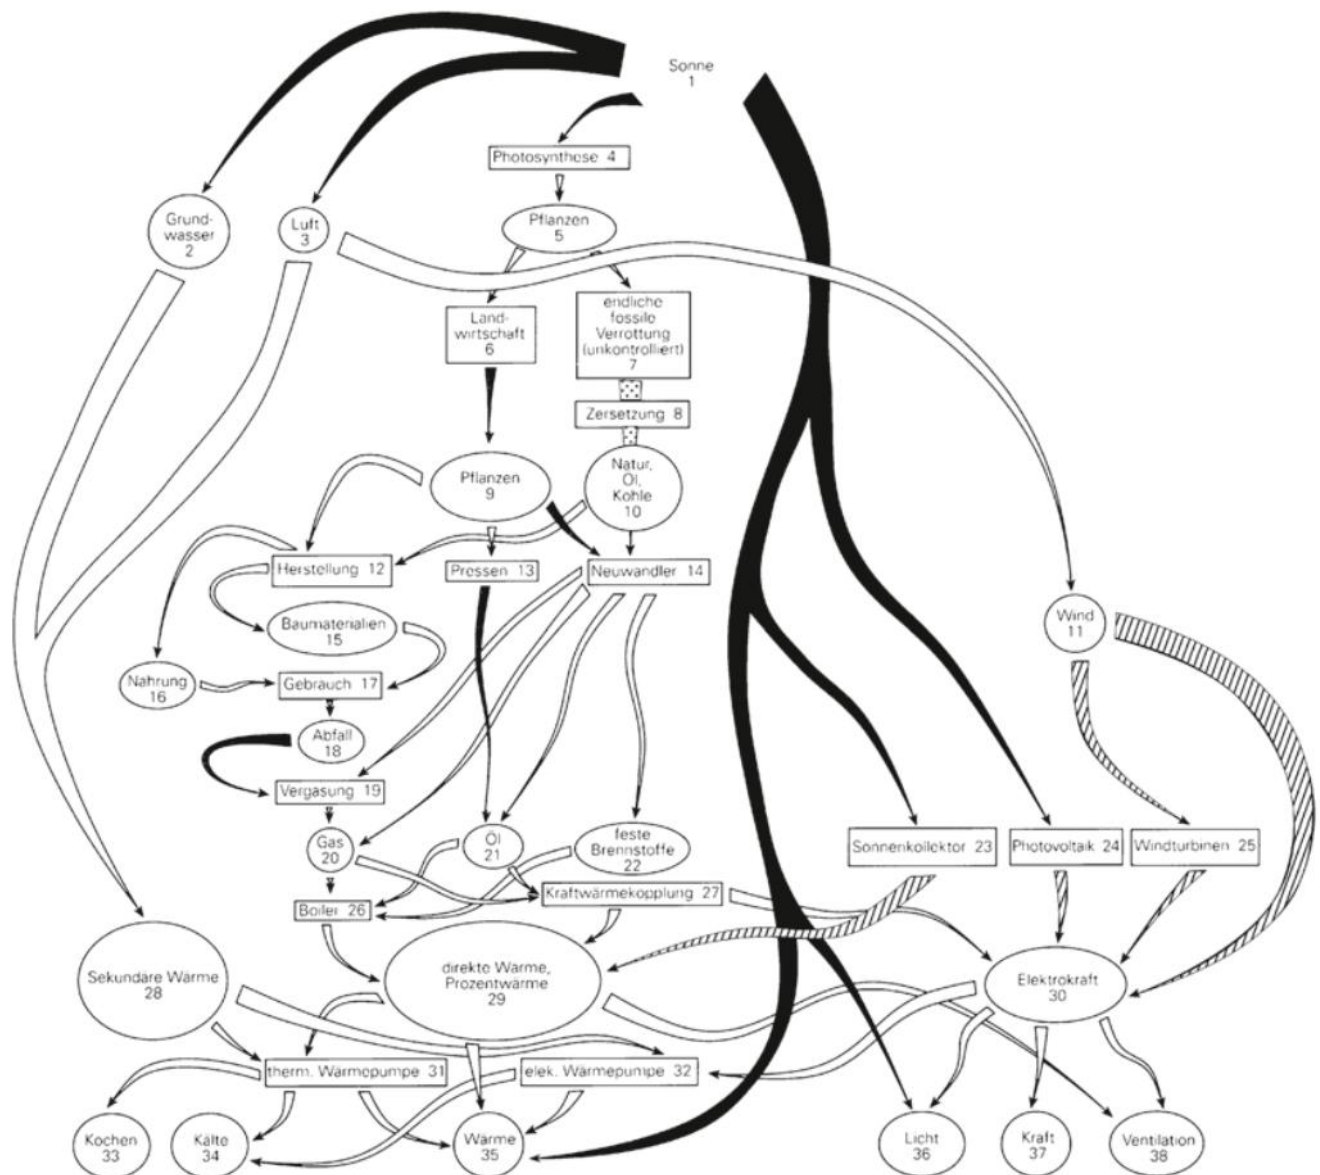 Sonne
1
Photosynthese 4
Grund-
wasser
2
Luft
3
Pflanzen
5
Land-
wirtschaft
6
endliche
fossile
Verrottung
(unkontrolliert)
7
Zersetzung 8
Pflanzen
9
Natur,
Öl,
Kohle
10
Herstellung 12
Pressen 13
Neuwandler 14
Wind
11
Baumaterialien
15
Nahrung
16
Gebrauch 17
Abfall
18
Vergasung 19
Gas
20
Öl
21
feste
Brennstoffe
22
Sonnenkollektor 23
Photovoltaik 24
Windturbinen 25
Boiler 26
Kraftwärmekopplung 27
Sekundäre Wärme
28
direkte Wärme,
Prozentwärme
29
Elektrokraft
30
therm. Wärmepumpe 31
elek. Wärmepumpe 32
Kochen
33
Kälte
34
Wärme
35
Licht
36
Kraft
37
Ventilation
38